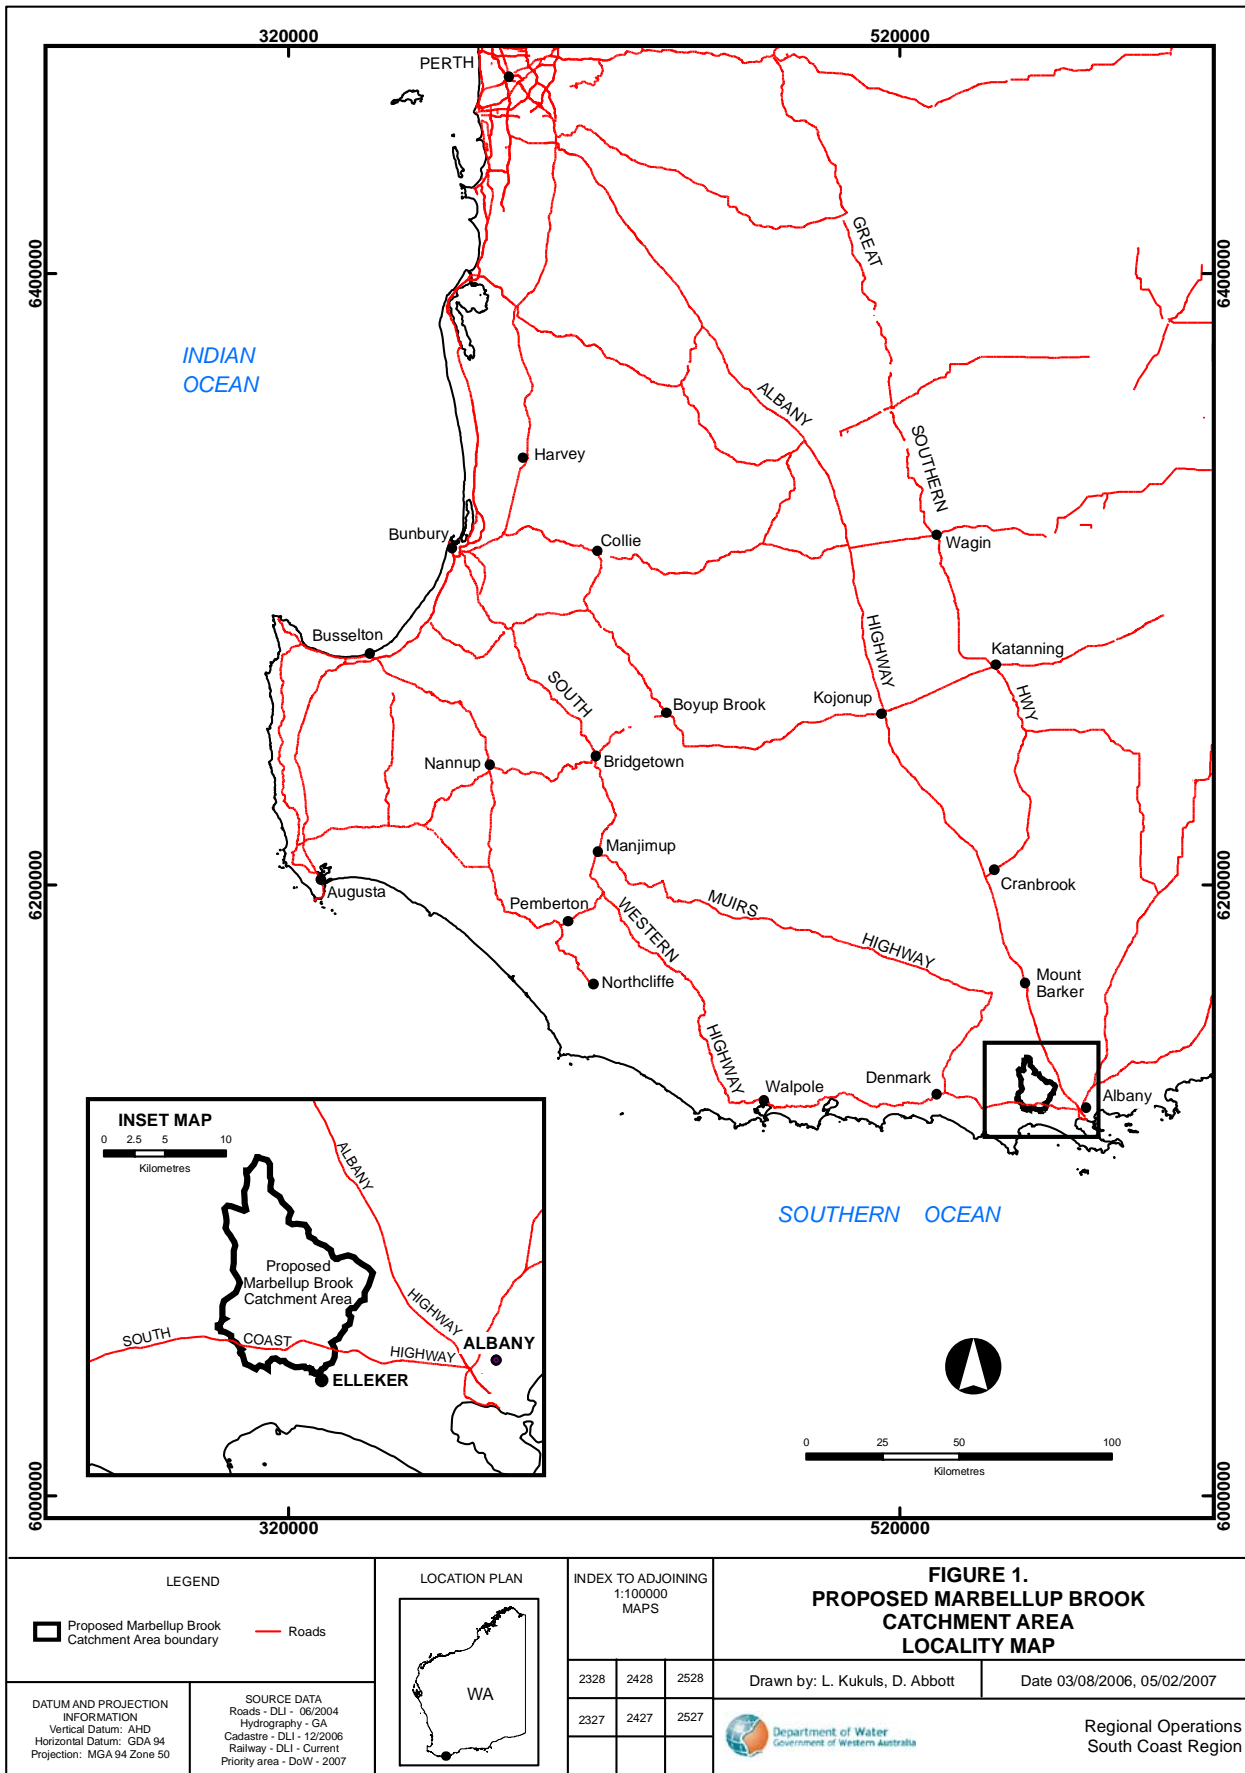 320000
520000
PERTH
6400000
6400000
GREAT
INDIAN
OCEAN
ALBANY
SOUTHERN
Harvey
Bunbury
Collie
Wagin
Busselton
HIGHWAY
Katanning
SOUTH
HWY
Boyup Brook
Kojonup
Nannup
Bridgetown
Manjimup
6200000
6200000
Augusta
Cranbrook
Pemberton
WESTERN
MUIRS
HIGHWAY
Northcliffe
Mount
Barker
HIGHWAY
Walpole
Denmark
Albany
SOUTHERN OCEAN
INSET MAP
0 2.5 5 10
Kilometres
ALBANY
Proposed
Marbellup Brook
Catchment Area
HIGHWAY
SOUTH
COAST
HIGHWAY
ALBANY
ELLEKER
0 25 50 100
Kilometres
6000000
6000000
320000
520000
LEGEND
Proposed Marbellup Brook
Catchment Area boundary
Roads
DATUM AND PROJECTION
INFORMATION
Vertical Datum: AHD
Horizontal Datum: GDA 94
Projection: MGA 94 Zone 50
SOURCE DATA
Roads - DLI - 06/2004
Hydrography - GA
Cadastre - DLI - 12/2006
Railway - DLI - Current
Priority area - DoW - 2007
LOCATION PLAN
WA
INDEX TO ADJOINING
1:100000
MAPS
2328 2428 2528
2327 2427 2527
FIGURE 1.
PROPOSED MARBELLUP BROOK
CATCHMENT AREA
LOCALITY MAP
Drawn by: L. Kukuls, D. Abbott
Date 03/08/2006, 05/02/2007
Department of Water
Government of Western Australia
Regional Operations
South Coast Region